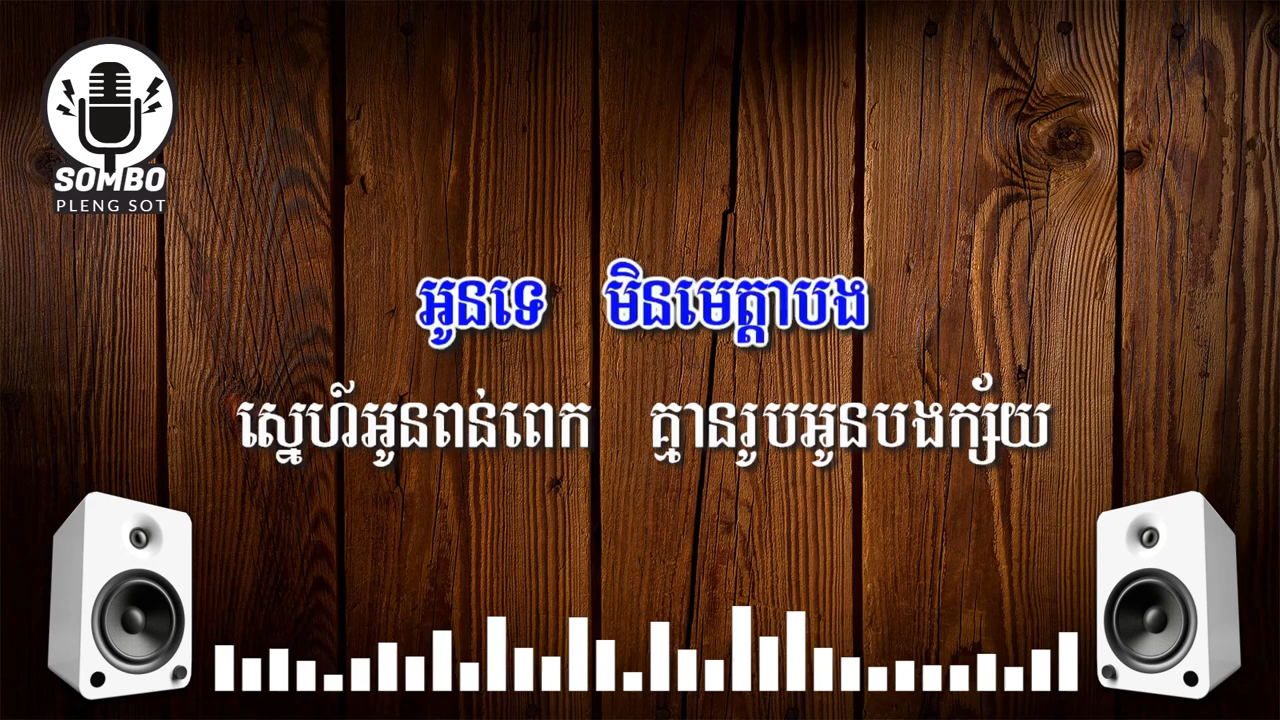 SOMBO
PLENG SOT
អូនទេ មិនមេត្តាបង
ស្នេហ៍អូនពន់ពេក គ្មានរូបអូនបងក្ស័យ